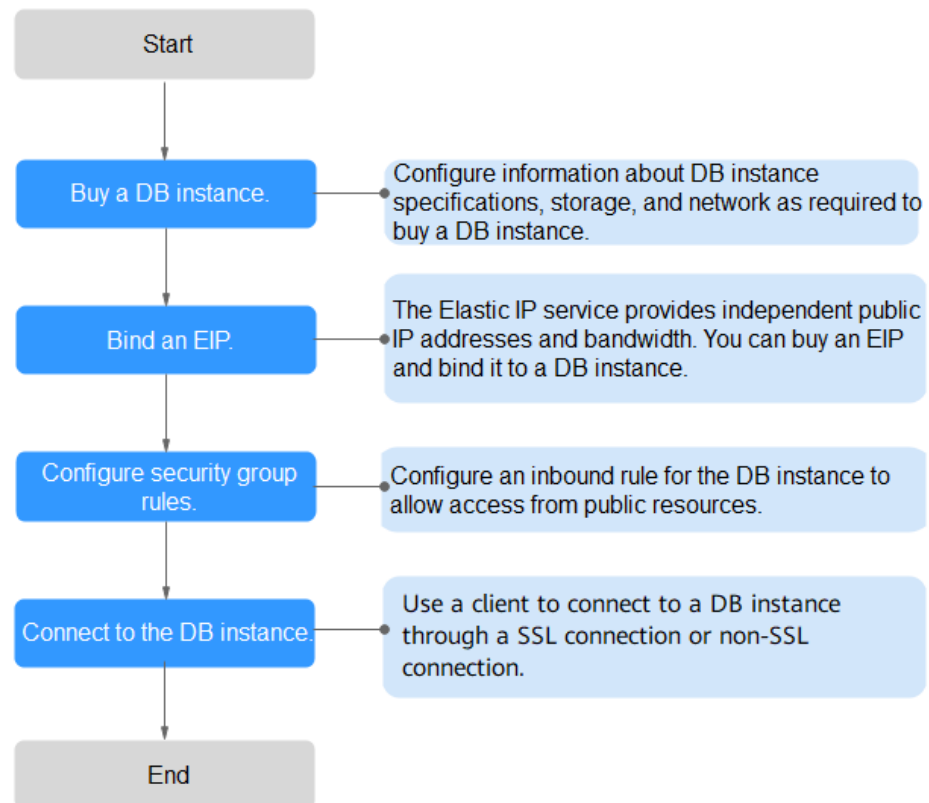 Start
Buy a DB instance.
Configure information about DB instance
specifications, storage, and network as required to
buy a DB instance.
Bind an EIP.
The Elastic IP service provides independent public
IP addresses and bandwidth. You can buy an EIP
and bind it to a DB instance.
Configure security group
rules.
Configure an inbound rule for the DB instance to
allow access from public resources.
Connect to the DB instance.
Use a client to connect to a DB instance
through a SSL connection or non-SSL
connection.
End